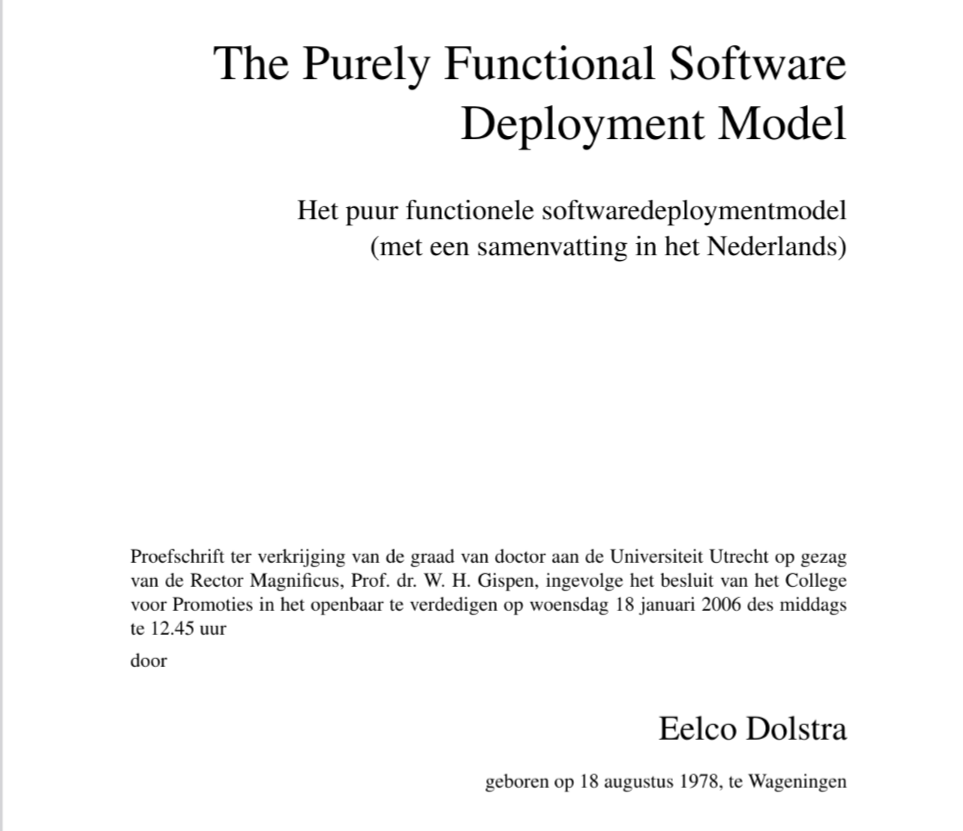 The Purely Functional Software
Deployment Model
Het puur functionele softwaredeploymentmodel
(met een samenvatting in het Nederlands)
Proefschrift ter verkrijging van de graad van doctor aan de Universiteit Utrecht op gezag
van de Rector Magnificus, Prof. dr. W. H. Gispen, ingevolge het besluit van het College
voor Promoties in het openbaar te verdedigen op woensdag 18 januari 2006 des middags
te 12.45 uur
door
Eelco Dolstra
geboren op 18 augustus 1978, te Wageningen